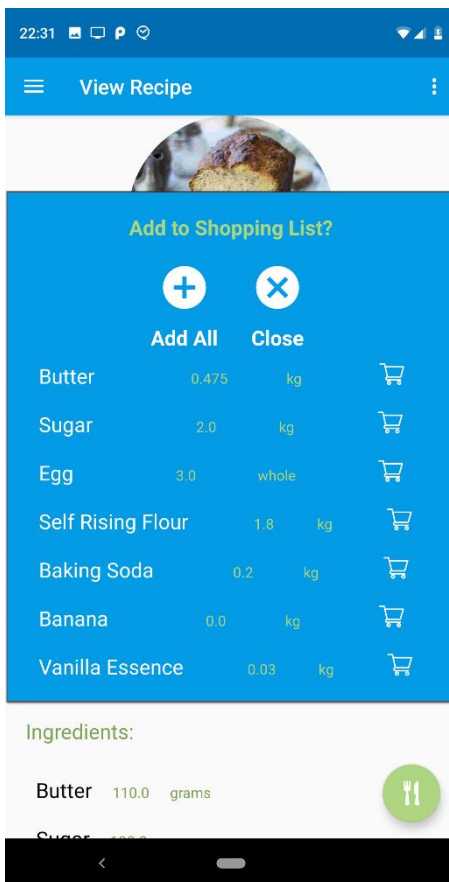 22:31
View Recipe
Add to Shopping List?
Add All Close
Butter 0.475 kg
Sugar 2.0 kg
Egg 3.0 whole
Self Rising Flour 1.8 kg
Baking Soda 0.2 kg
Banana 0.0 kg
Vanilla Essence 0.03 kg
Ingredients:
Butter 110.0 grams
Sugar